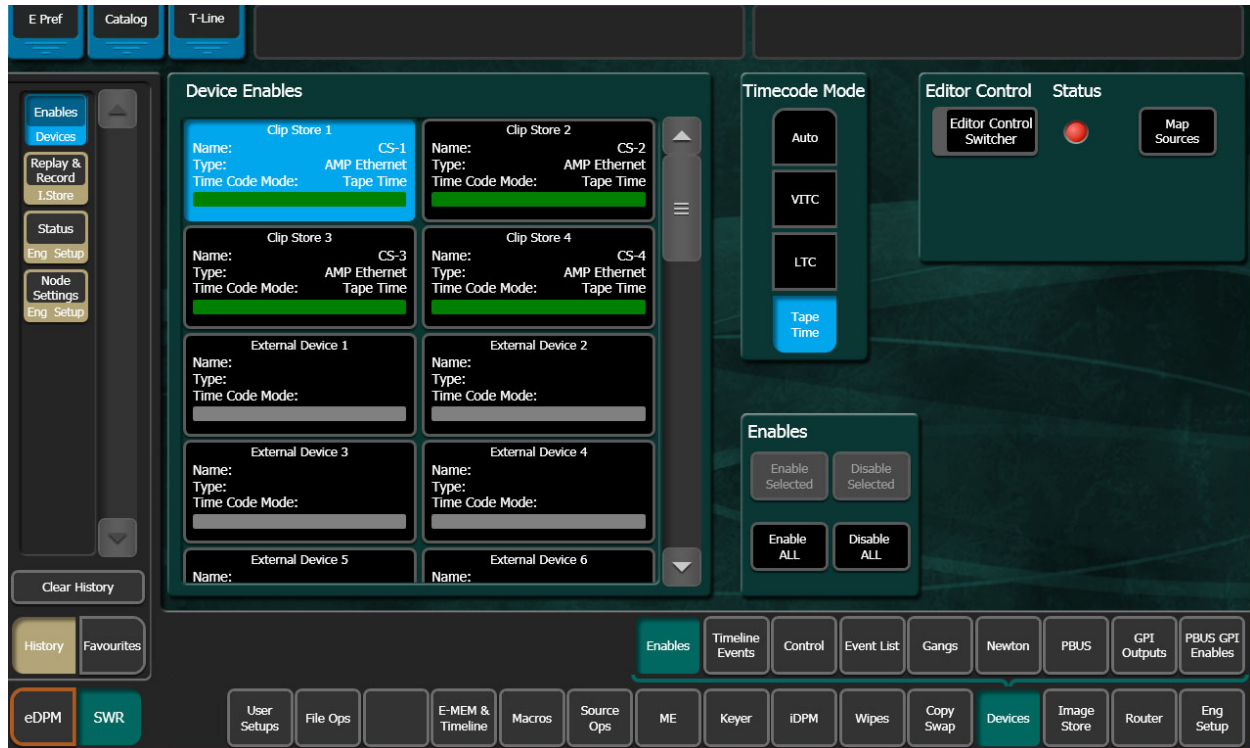 E Pref
Catalog
T-Line
Enables
Devices
Replay &
Record
I.Store
Status
Eng Setup
Node
Settings
Eng Setup
Clear History
History
Favourites
Device Enables
Clip Store 1
Name: CS-1
Type: AMP Ethernet
Time Code Mode: Tape Time
Clip Store 2
Name: CS-2
Type: AMP Ethernet
Time Code Mode: Tape Time
Clip Store 3
Name: CS-3
Type: AMP Ethernet
Time Code Mode: Tape Time
Clip Store 4
Name: CS-4
Type: AMP Ethernet
Time Code Mode: Tape Time
External Device 1
Name:
Type:
Time Code Mode:
External Device 2
Name:
Type:
Time Code Mode:
External Device 3
Name:
Type:
Time Code Mode:
External Device 4
Name:
Type:
Time Code Mode:
External Device 5
Name:
External Device 6
Name:
Timecode Mode
Auto
VITC
LTC
Tape
Time
Editor Control Status
Editor Control
Switcher
Map
Sources
Enables
Enable
Selected
Disable
Selected
Enable
ALL
Disable
ALL
Enables
Timeline
Events
Control
Event List
Gangs
Newton
PBUS
GPI
Outputs
PBUS GPI
Enables
eDPM
SWR
User
Setups
File Ops
E-MEM &
Timeline
Macros
Source
Ops
ME
Keyer
iDPM
Wipes
Copy
Swap
Devices
Image
Store
Router
Eng
Setup